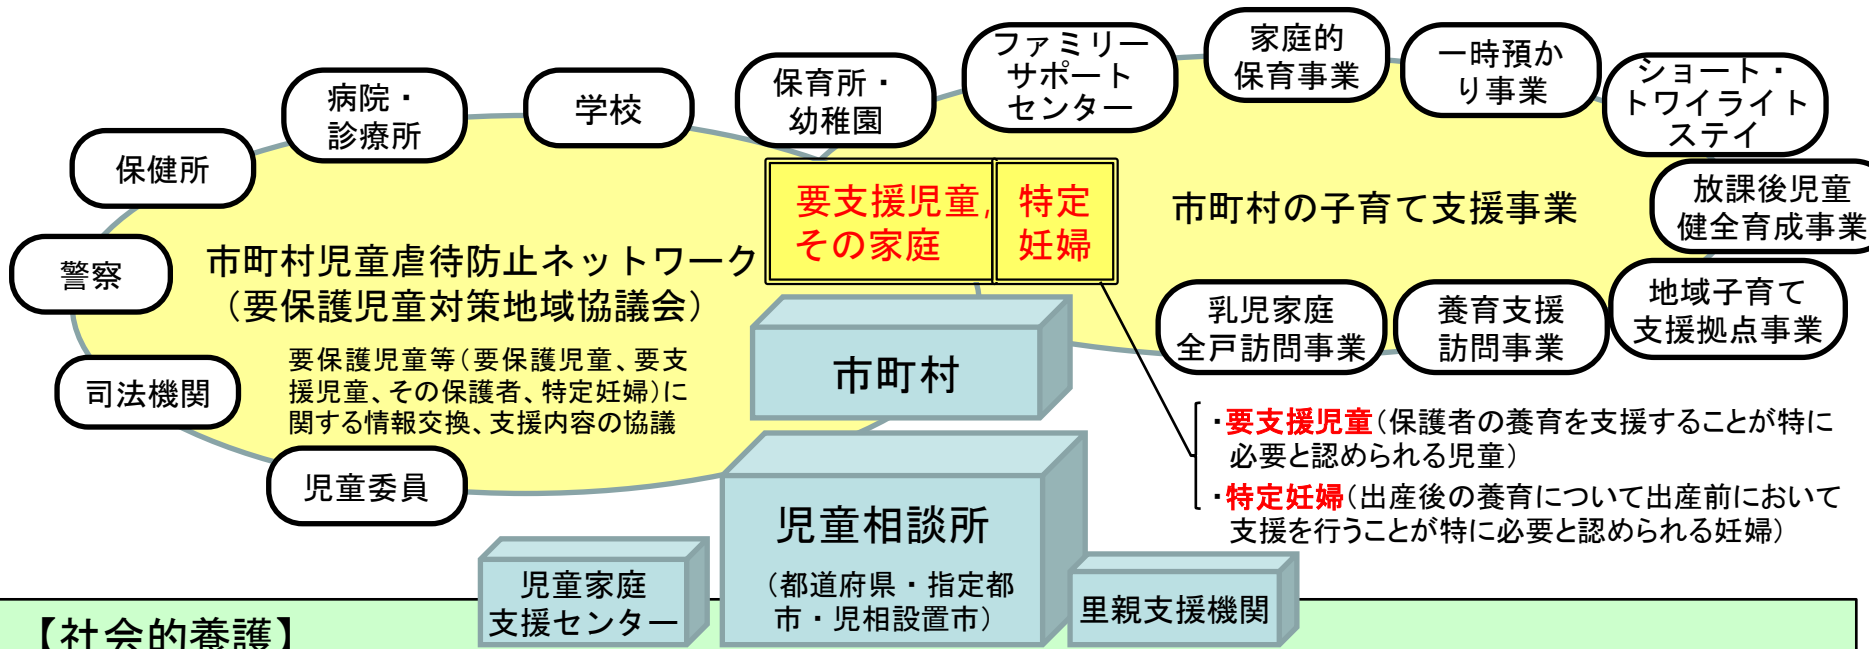 ファミリー
サポート
センター
家庭的
保育事業
一時預か
り事業
ショート・
トワイライト
ステイ
保育所・
幼稚園
学校
病院・
診療所
保健所
警察
司法機関
児童委員
市町村児童虐待防止ネットワーク
（要保護児童対策地域協議会）
要保護児童等（要保護児童、要支
援児童、その保護者、特定妊婦）に
関する情報交換、支援内容の協議
要支援児童,
その家庭
特定
妊婦
市町村の子育て支援事業
放課後児童
健全育成事業
地域子育て
支援拠点事業
養育支援
訪問事業
乳児家庭
全戸訪問事業
市町村
・要支援児童（保護者の養育を支援することが特に
必要と認められる児童）
・特定妊婦（出産後の養育について出産前において
支援を行うことが特に必要と認められる妊婦）
児童相談所
（都道府県・指定都
市・児相設置市）
児童家庭
支援センター
里親支援機関
【社会的養護】